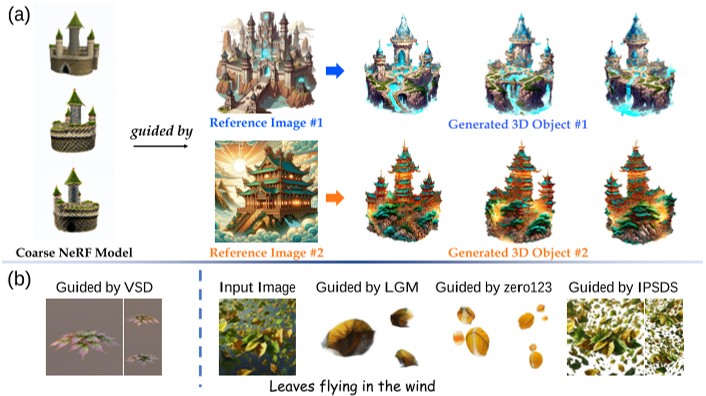 (a)
guided by
Reference Image #1
Generated 3D Object #1
Coarse NeRF Model
Reference Image #2
Generated 3D Object #2
(b)
Guided by VSD
Input Image
Guided by LGM
Guided by zero123
Guided by IPSDS
Leaves flying in the wind